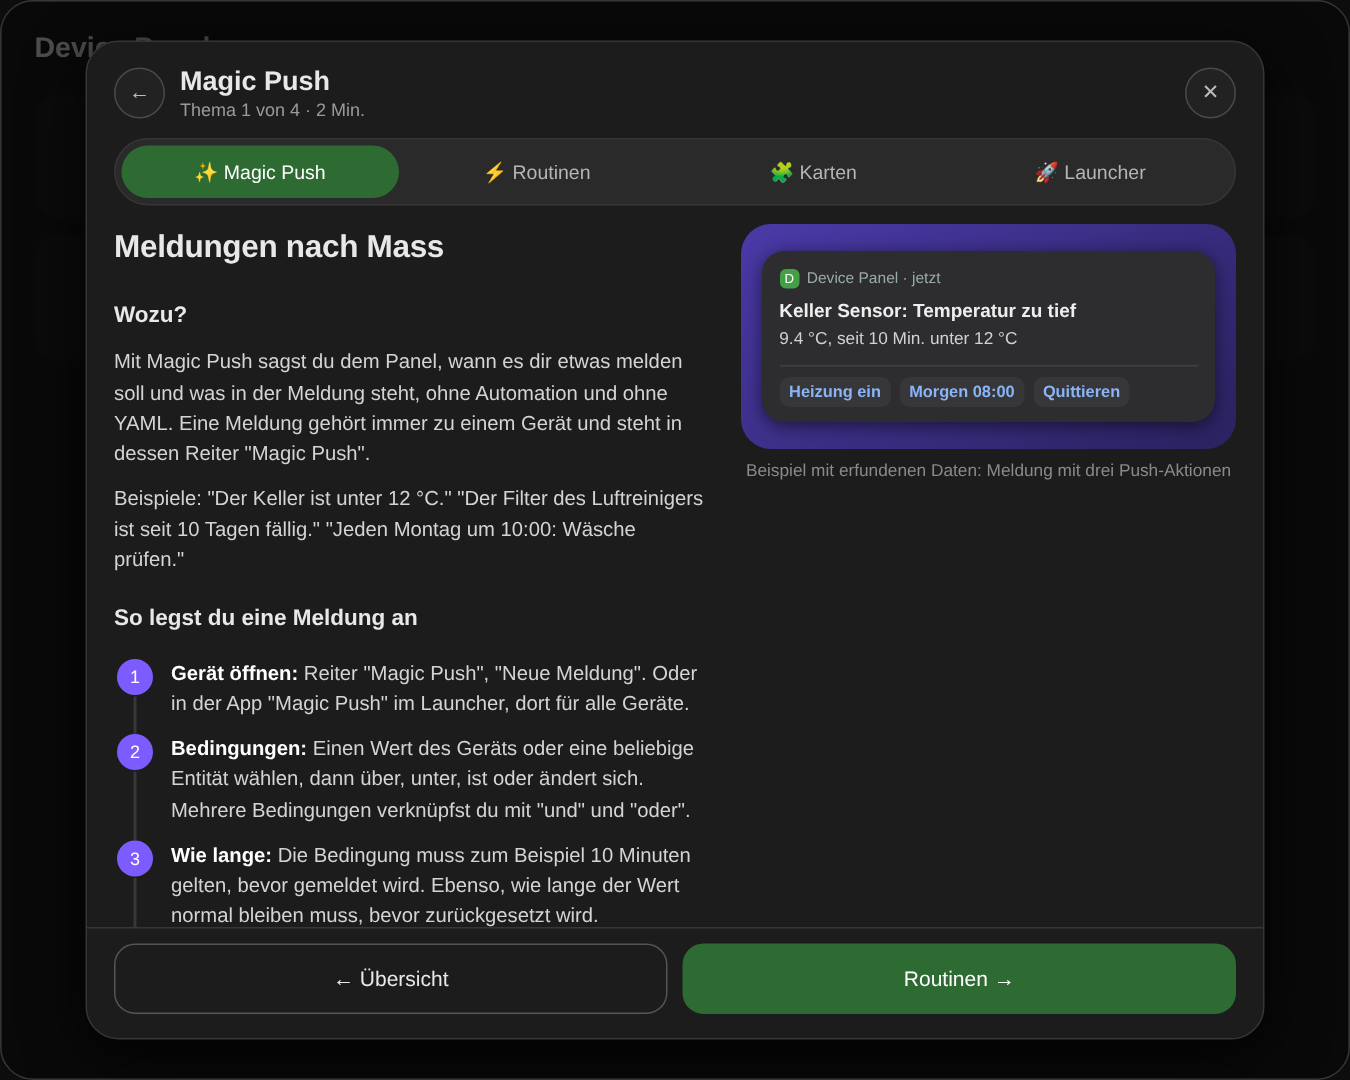 Device Panel
←
Magic Push
Thema 1 von 4 · 2 Min.
✕
✨ Magic Push
⚡ Routinen
🧩 Karten
🚀 Launcher
Meldungen nach Mass
Wozu?
Mit Magic Push sagst du dem Panel, wann es dir etwas melden
soll und was in der Meldung steht, ohne Automation und ohne
YAML. Eine Meldung gehört immer zu einem Gerät und steht in
dessen Reiter "Magic Push".
Beispiele: "Der Keller ist unter 12 °C." "Der Filter des Luftreinigers
ist seit 10 Tagen fällig." "Jeden Montag um 10:00: Wäsche
prüfen."
So legst du eine Meldung an
1
Gerät öffnen: Reiter "Magic Push", "Neue Meldung". Oder
in der App "Magic Push" im Launcher, dort für alle Geräte.
2
Bedingungen: Einen Wert des Geräts oder eine beliebige
Entität wählen, dann über, unter, ist oder ändert sich.
Mehrere Bedingungen verknüpfst du mit "und" und "oder".
3
Wie lange: Die Bedingung muss zum Beispiel 10 Minuten
gelten, bevor gemeldet wird. Ebenso, wie lange der Wert
normal bleiben muss, bevor zurückgesetzt wird.
D Device Panel · jetzt
Keller Sensor: Temperatur zu tief
9.4 °C, seit 10 Min. unter 12 °C
Heizung ein
Morgen 08:00
Quittieren
Beispiel mit erfundenen Daten: Meldung mit drei Push-Aktionen
← Übersicht
Routinen →